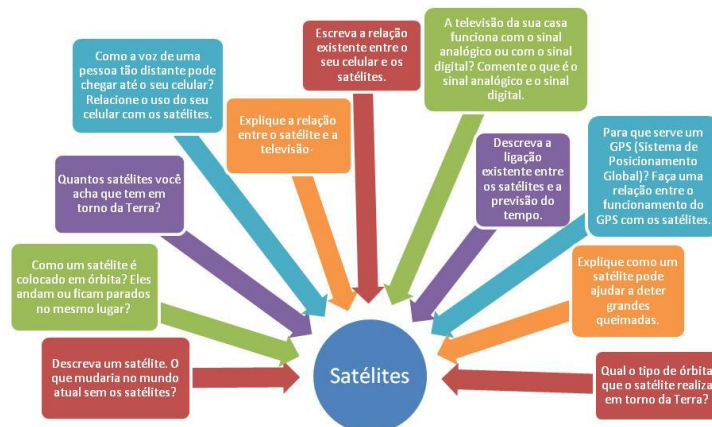 Como a voz de uma
pessoa tão distante pode
chegar até o seu celular?
Relacione o uso do seu
celular com os satélites.
Escreva a relação
existente entre o
seu celular e os
satélites.
A televisão da sua casa
funciona com o sinal
analógico ou com o sinal
digital? Comente o que é o
sinal analógico e o sinal
digital.
Explique a relação
entre o satélite e a
televisão-
Quantos satélites você
acha que tem em
torno da Terra?
Descreva a
ligação
existente entre
os satélites e a
previsão do
tempo.
Para que serve um
GPS (Sistema de
Posicionamento
Global)? Faça uma
relação entre o
funcionamento do
GPS com os satélites.
Como um satélite é
colocado em órbita? Eles
andam ou ficam parados
no mesmo lugar?
Explique como um
satélite pode
ajudar a deter
grandes
queimadas.
Descreva um satélite. O
que mudaria no mundo
atual sem os satélites?
Satélites
Qual o tipo de órbita
que o satélite realiza
em torno da Terra?